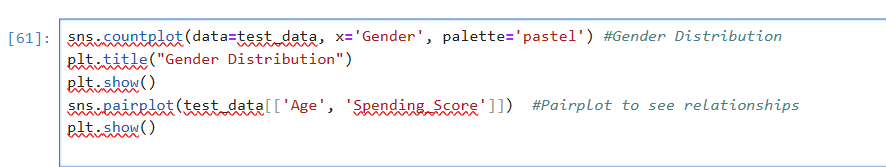 [61]: sns.countplot(data=test_data, x='Gender', palette='pastel') #Gender Distribution
plt.title("Gender Distribution")
plt.show()
sns.pairplot(test_data[['Age', 'Spending_Score']])  #Pairplot to see relationships
plt.show()